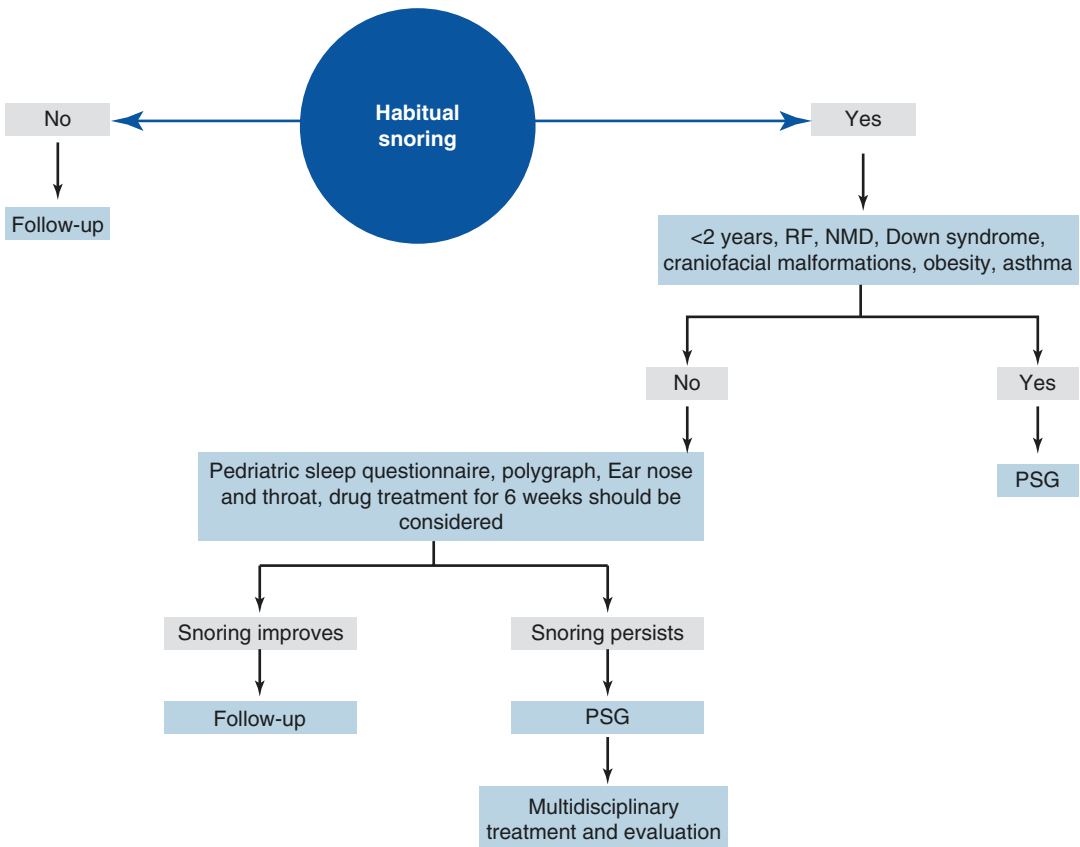 Habitual
snoring
No
Yes
Follow-up
<2 years, RF, NMD, Down syndrome,
craniofacial malformations, obesity, asthma
No
Yes
Pedriatric sleep questionnaire, polygraph, Ear nose
and throat, drug treatment for 6 weeks should be
considered
PSG
Snoring improves
Snoring persists
Follow-up
PSG
Multidisciplinary
treatment and evaluation